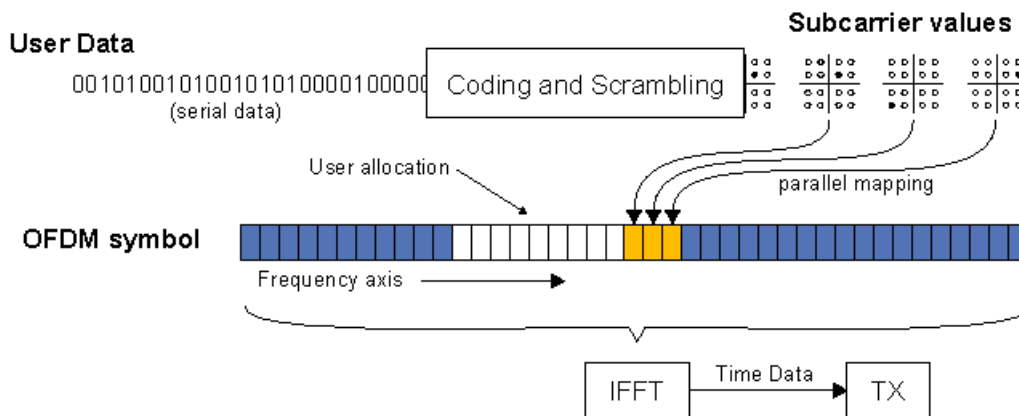 Subcarrier values
User Data
00101001010010101000010000
Coding and Scrambling
(serial data)
User allocation
parallel mapping
OFDM symbol
Frequency axis
IFFT
Time Data
TX